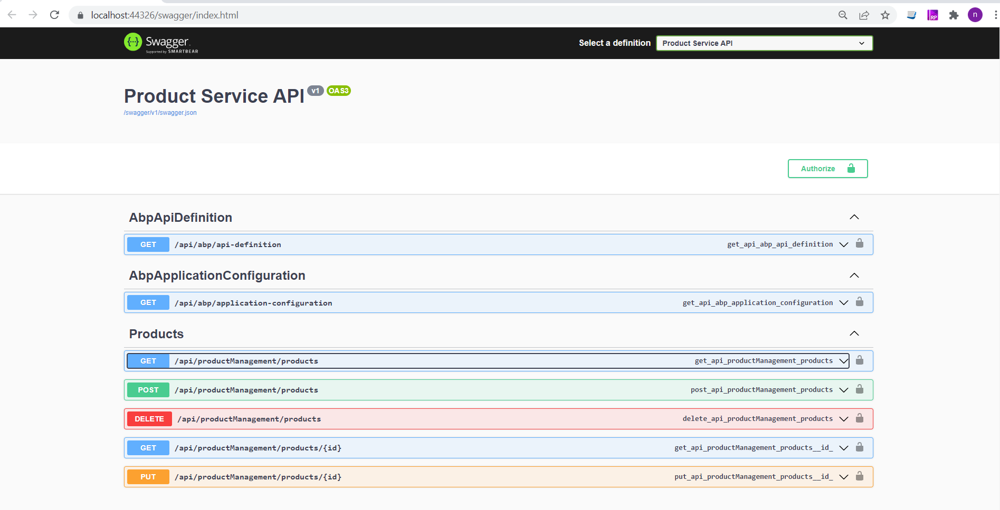 localhost:44326/swagger/index.html
RP
n
{···} Swagger
Supported by SMARTBEAR
Select a definition
Product Service API
Product Service API v1 OAS3
/swagger/v1/swagger.json
Authorize
AbpApiDefinition
GET /api/abp/api-definition get_api_abp_api_definition
AbpApplicationConfiguration
GET /api/abp/application-configuration get_api_abp_application_configuration
Products
GET /api/productManagement/products get_api_productManagement_products
POST /api/productManagement/products post_api_productManagement_products
DELETE /api/productManagement/products delete_api_productManagement_products
GET /api/productManagement/products/{id} get_api_productManagement_products__id_
PUT /api/productManagement/products/{id} put_api_productManagement_products__id_